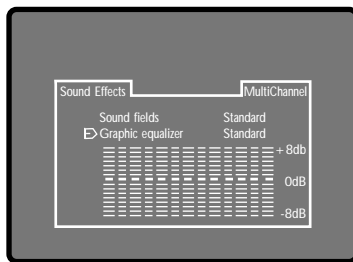 Sound Effects MultiChannel
Sound fields Standard
Graphic equalizer Standard
+ 8db
0dB
-8dB